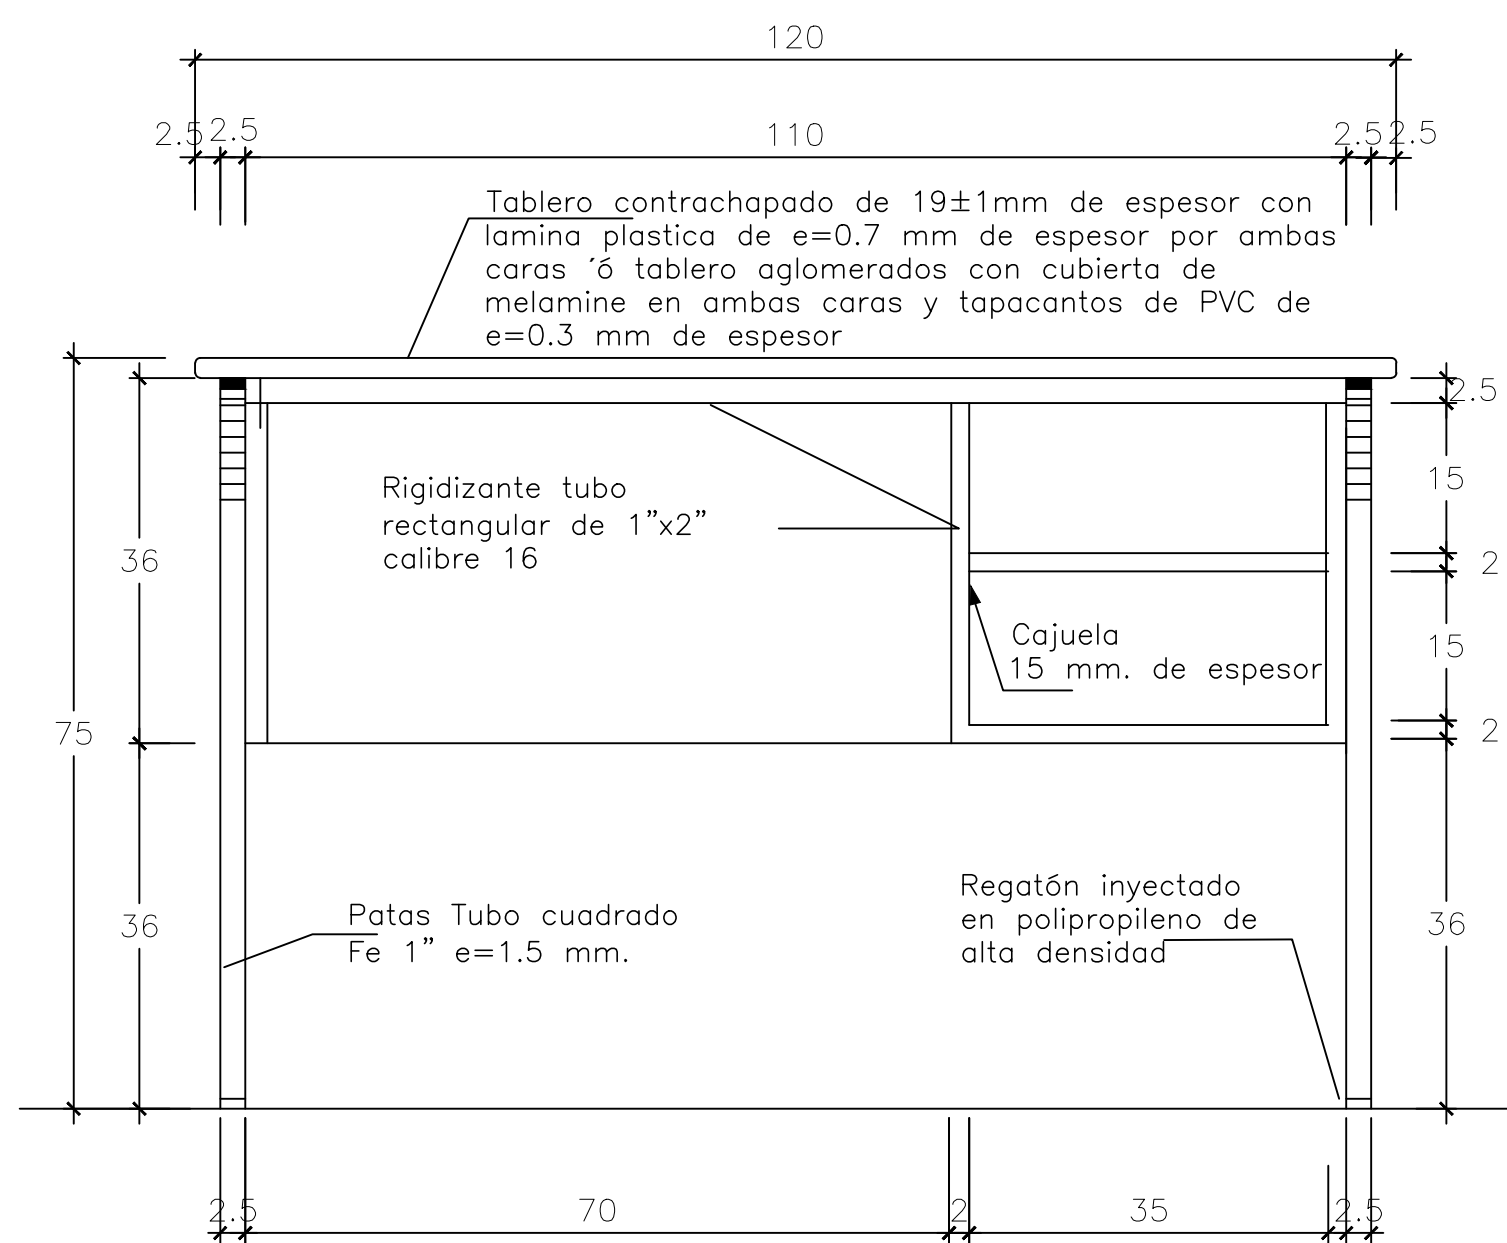 120
2.5 2.5 110 2.5 2.5
Tablero contrachapado de 19±1mm de espesor con
lamina plastica de e=0.7 mm de espesor por ambas
caras ´ó tablero aglomerados con cubierta de
melamine en ambas caras y tapacantos de PVC de
e=0.3 mm de espesor
2.5
15
Rigidizante tubo
rectangular de 1”x2”
calibre 16
36
2
Cajuela
15 mm. de espesor
15
75
2
Regatón inyectado
en polipropileno de
alta densidad
Patas Tubo cuadrado
Fe 1” e=1.5 mm.
36
36
2.5 70 2 35 2.5